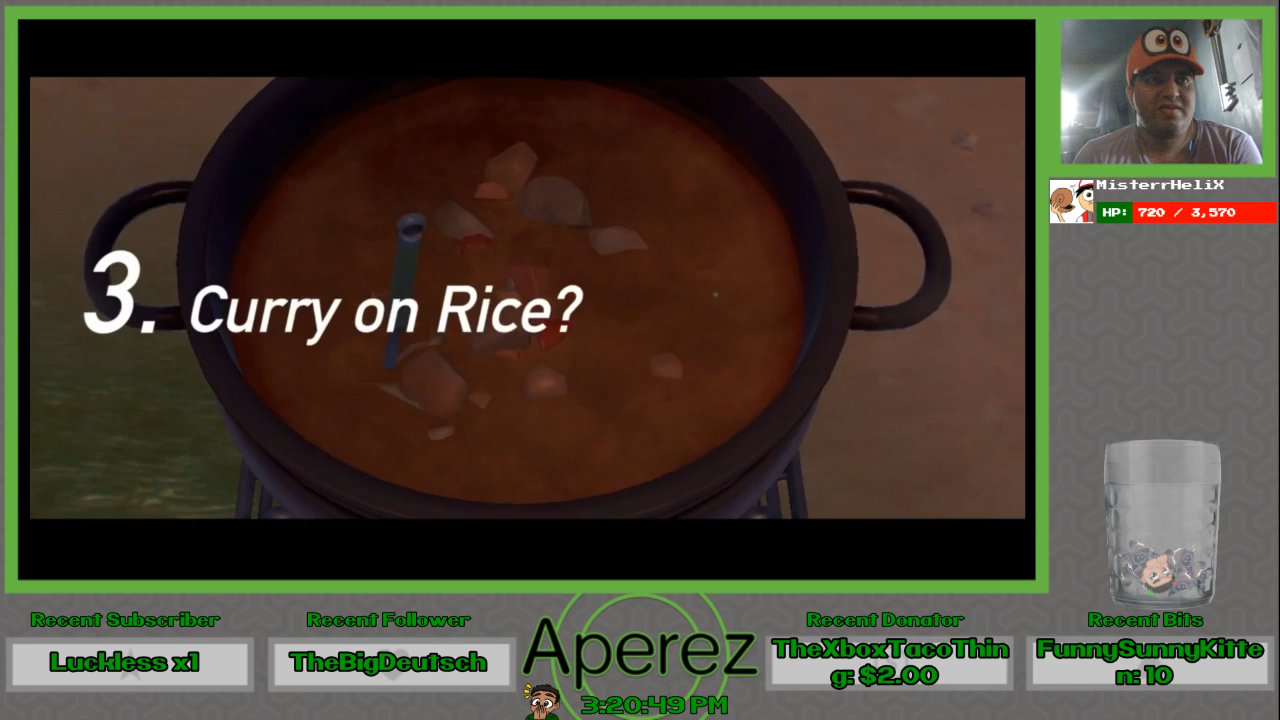 3. Curry on Rice?
MisterrHeliX
HP: 720 / 3,570
Recent Subscriber
Luckless x1
Recent Follower
TheBigDeutsch
Aperez
3:20:49 PM
Recent Donator
TheXboxTacoThin
g: $2.00
Recent Bits
FunnySunnyKitte
n: 10